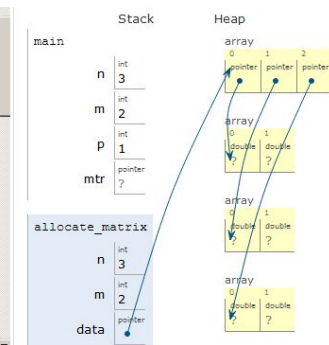 Stack Heap
main
array
0 1 2
pointer pointer pointer
int
n 3
int
m 2
int
p 1
pointer
mtr ?
array
0 1
double double
? ?
array
0 1
double double
? ?
allocate_matrix
int
n 3
int
m 2
pointer
data
array
0 1
double double
? ?